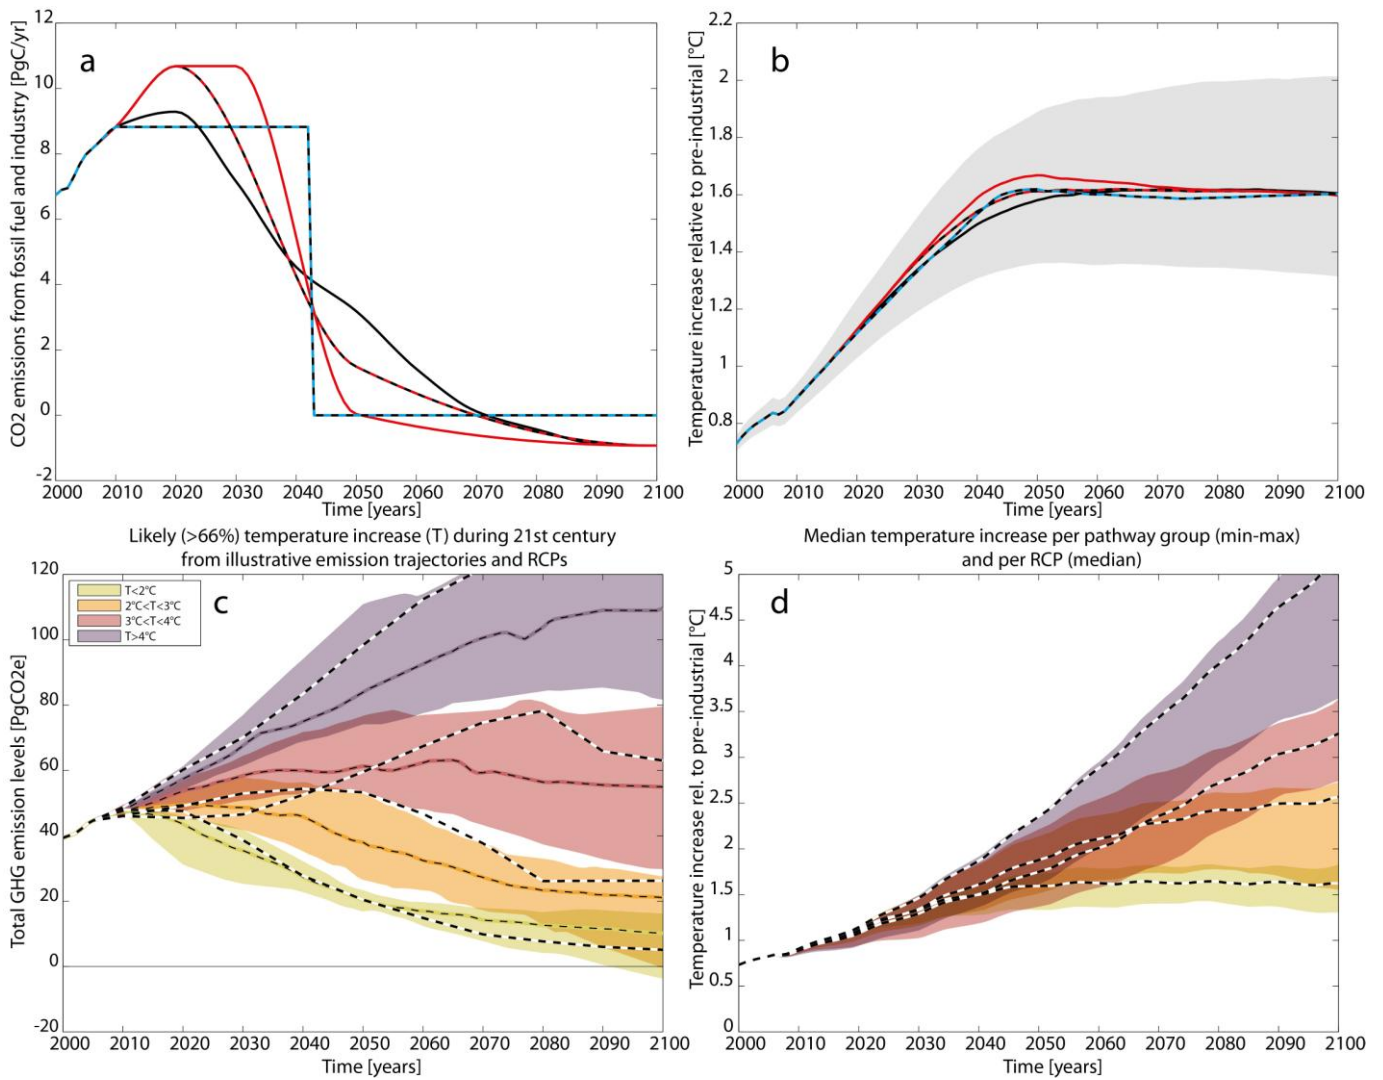 a
CO2 emissions from fossil fuel and industry [PgC/yr]
12
10
8
6
4
2
0
-2
2000 2010 2020 2030 2040 2050 2060 2070 2080 2090 2100
Time [years]
b
Temperature increase relative to pre-industrial [°C]
2.2
2
1.8
1.6
1.4
1.2
1
0.8
2000 2010 2020 2030 2040 2050 2060 2070 2080 2090 2100
Time [years]
Likely (>66%) temperature increase (T) during 21st century
from illustrative emission trajectories and RCPs
c
T<2°C
2°C<T<3°C
3°C<T<4°C
T>4°C
Total GHG emission levels [PgCO2e]
120
100
80
60
40
20
0
-20
2000 2010 2020 2030 2040 2050 2060 2070 2080 2090 2100
Time [years]
Median temperature increase per pathway group (min-max)
and per RCP (median)
d
Temperature increase rel. to pre-industrial [°C]
5
4.5
4
3.5
3
2.5
2
1.5
1
0.5
0
2000 2010 2020 2030 2040 2050 2060 2070 2080 2090 2100
Time [years]